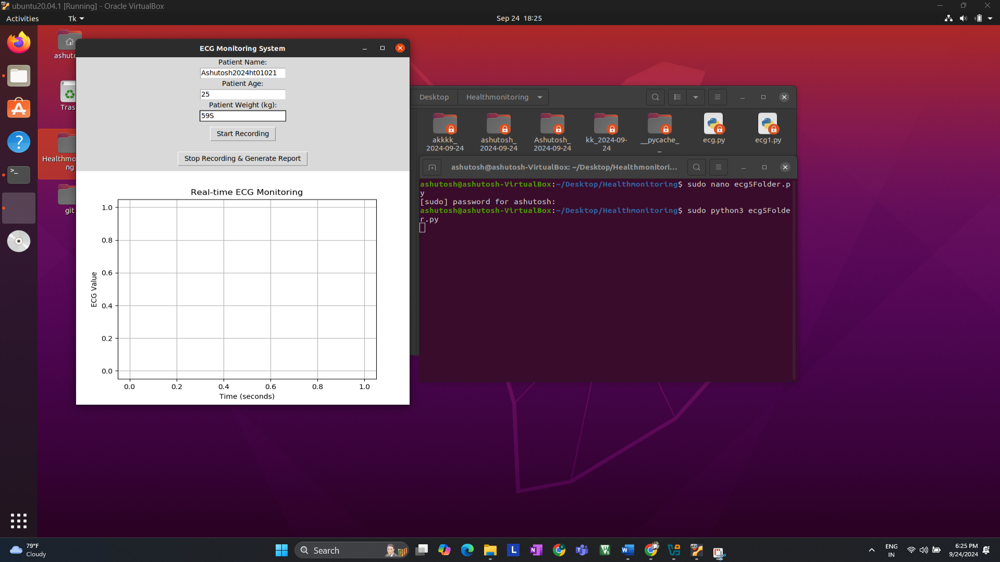 ubuntu20.04.1 [Running] - Oracle VirtualBox
Activities
Tk
Sep 24 18:25
ECG Monitoring System
Patient Name:
Ashutosh2024ht01021
Patient Age:
25
Patient Weight (kg):
59S
Start Recording
Stop Recording & Generate Report
Real-time ECG Monitoring
1.0
0.8
0.6
0.4
0.2
0.0
ECG Value
0.0 0.2 0.4 0.6 0.8 1.0
Time (seconds)
ashuto
Tras
Healthmo
ng
git
Desktop
Healthmonitoring
akkkk_
2024-09-24
ashutosh_
2024-09-24
Ashutosh_
2024-09-24
kk_2024-09-
24
__pycache_
_
ecg.py
ecg1.py
ashutosh@ashutosh-VirtualBox: ~/Desktop/Healthmonitori...
ashutosh@ashutosh-VirtualBox:~/Desktop/Healthmonitoring$ sudo nano ecg5Folder.p
y
[sudo] password for ashutosh:
ashutosh@ashutosh-VirtualBox:~/Desktop/Healthmonitoring$ sudo python3 ecg5Folde
r.py
79°F
Cloudy
Search
ENG
IN
6:25 PM
9/24/2024